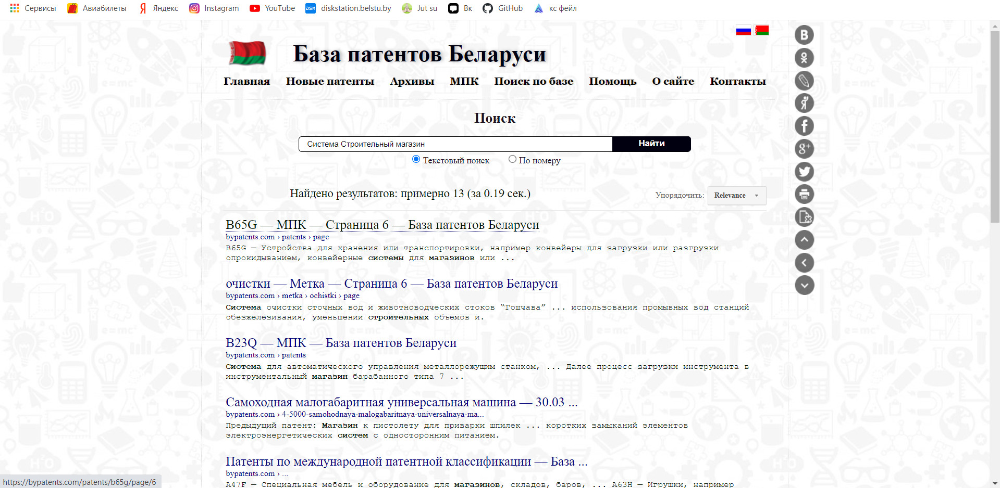 Сервисы Авиабилеты Яндекс Instagram YouTube diskstation.belstu.by Jut su Вк GitHub кс фейл
База патентов Беларуси
Главная Новые патенты Архивы МПК Поиск по базе Помощь О сайте Контакты
Поиск
Система Строительный магазин Найти
Текстовый поиск По номеру
Найдено результатов: примерно 13 (за 0.19 сек.) Упорядочить: Relevance
B65G — МПК — Страница 6 — База патентов Беларуси
bypatents.com › patents › page
B65G — Устройства для хранения или транспортировки, например конвейеры для загрузки или разгрузки
опрокидыванием, конвейерные системы для магазинов или ...
очистки — Метка — Страница 6 — База патентов Беларуси
bypatents.com › metka › ochistki › page
Система очистки сточных вод и животноводческих стоков “Гошчава” ... использования промывных вод станций
обезжелезивания, уменьшении строительных объемов и.
B23Q — МПК — База патентов Беларуси
bypatents.com › patents
Система для автоматического управления металлорежущим станком, ... Далее процесс загрузки инструмента в
инструментальный магазин барабанного типа 7 ...
Самоходная малогабаритная универсальная машина — 30.03 ...
bypatents.com › 4-5000-samohodnaya-malogabaritnaya-universalnaya-ma...
Предыдущий патент: Магазин к пистолету для приварки шпилек ... коротких замыканий элементов
электроэнергетических систем с односторонним питанием.
Патенты по международной патентной классификации — База ...
bypatents.com › ...
A47F — Специальная мебель и оборудование для магазинов, складов, баров, ... A63H — Игрушки, например
https://bypatents.com/patents/b65g/page/6